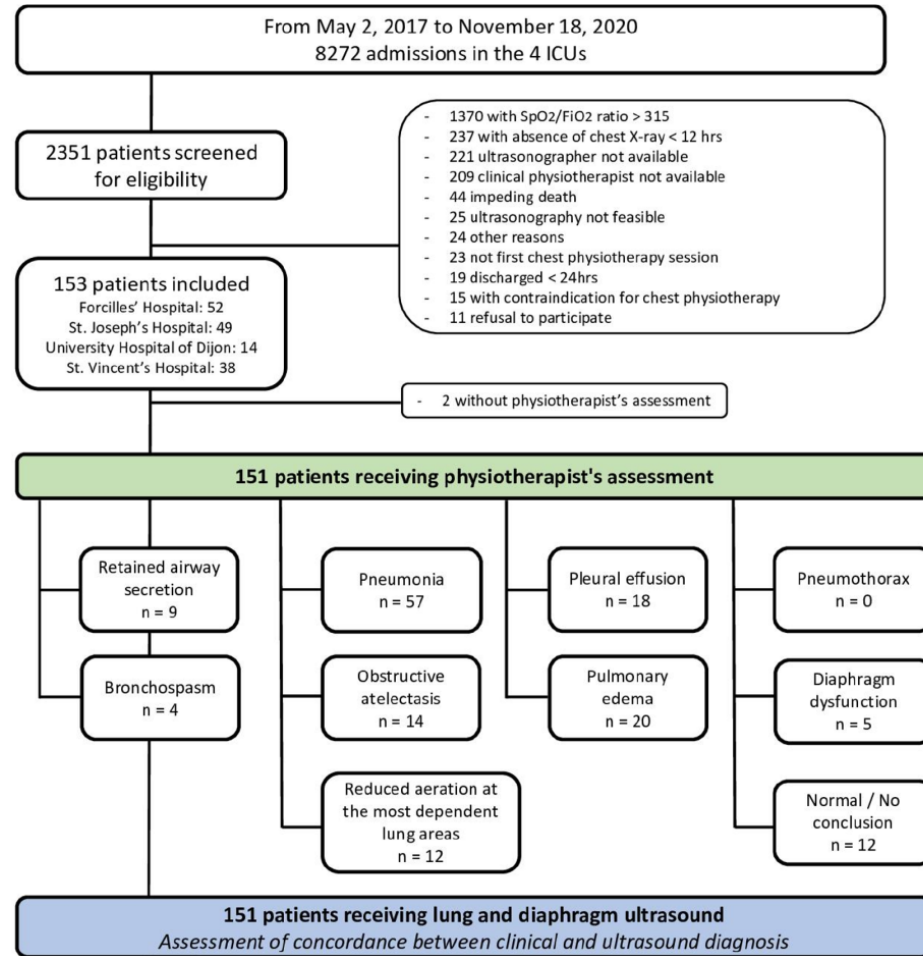 From May 2, 2017 to November 18, 2020
8272 admissions in the 4 ICUs
2351 patients screened
for eligibility
- 1370 with SpO2/FiO2 ratio > 315
- 237 with absence of chest X-ray < 12 hrs
- 221 ultrasonographer not available
- 209 clinical physiotherapist not available
- 44 impeding death
- 25 ultrasonography not feasible
- 24 other reasons
- 23 not first chest physiotherapy session
- 19 discharged < 24hrs
- 15 with contraindication for chest physiotherapy
- 11 refusal to participate
153 patients included
Forcilles’ Hospital: 52
St. Joseph’s Hospital: 49
University Hospital of Dijon: 14
St. Vincent’s Hospital: 38
- 2 without physiotherapist’s assessment
151 patients receiving physiotherapist's assessment
Retained airway
secretion
n = 9
Bronchospasm
n = 4
Pneumonia
n = 57
Obstructive
atelectasis
n = 14
Reduced aeration at
the most dependent
lung areas
n = 12
Pleural effusion
n = 18
Pulmonary
edema
n = 20
Pneumothorax
n = 0
Diaphragm
dysfunction
n = 5
Normal / No
conclusion
n = 12
151 patients receiving lung and diaphragm ultrasound
Assessment of concordance between clinical and ultrasound diagnosis